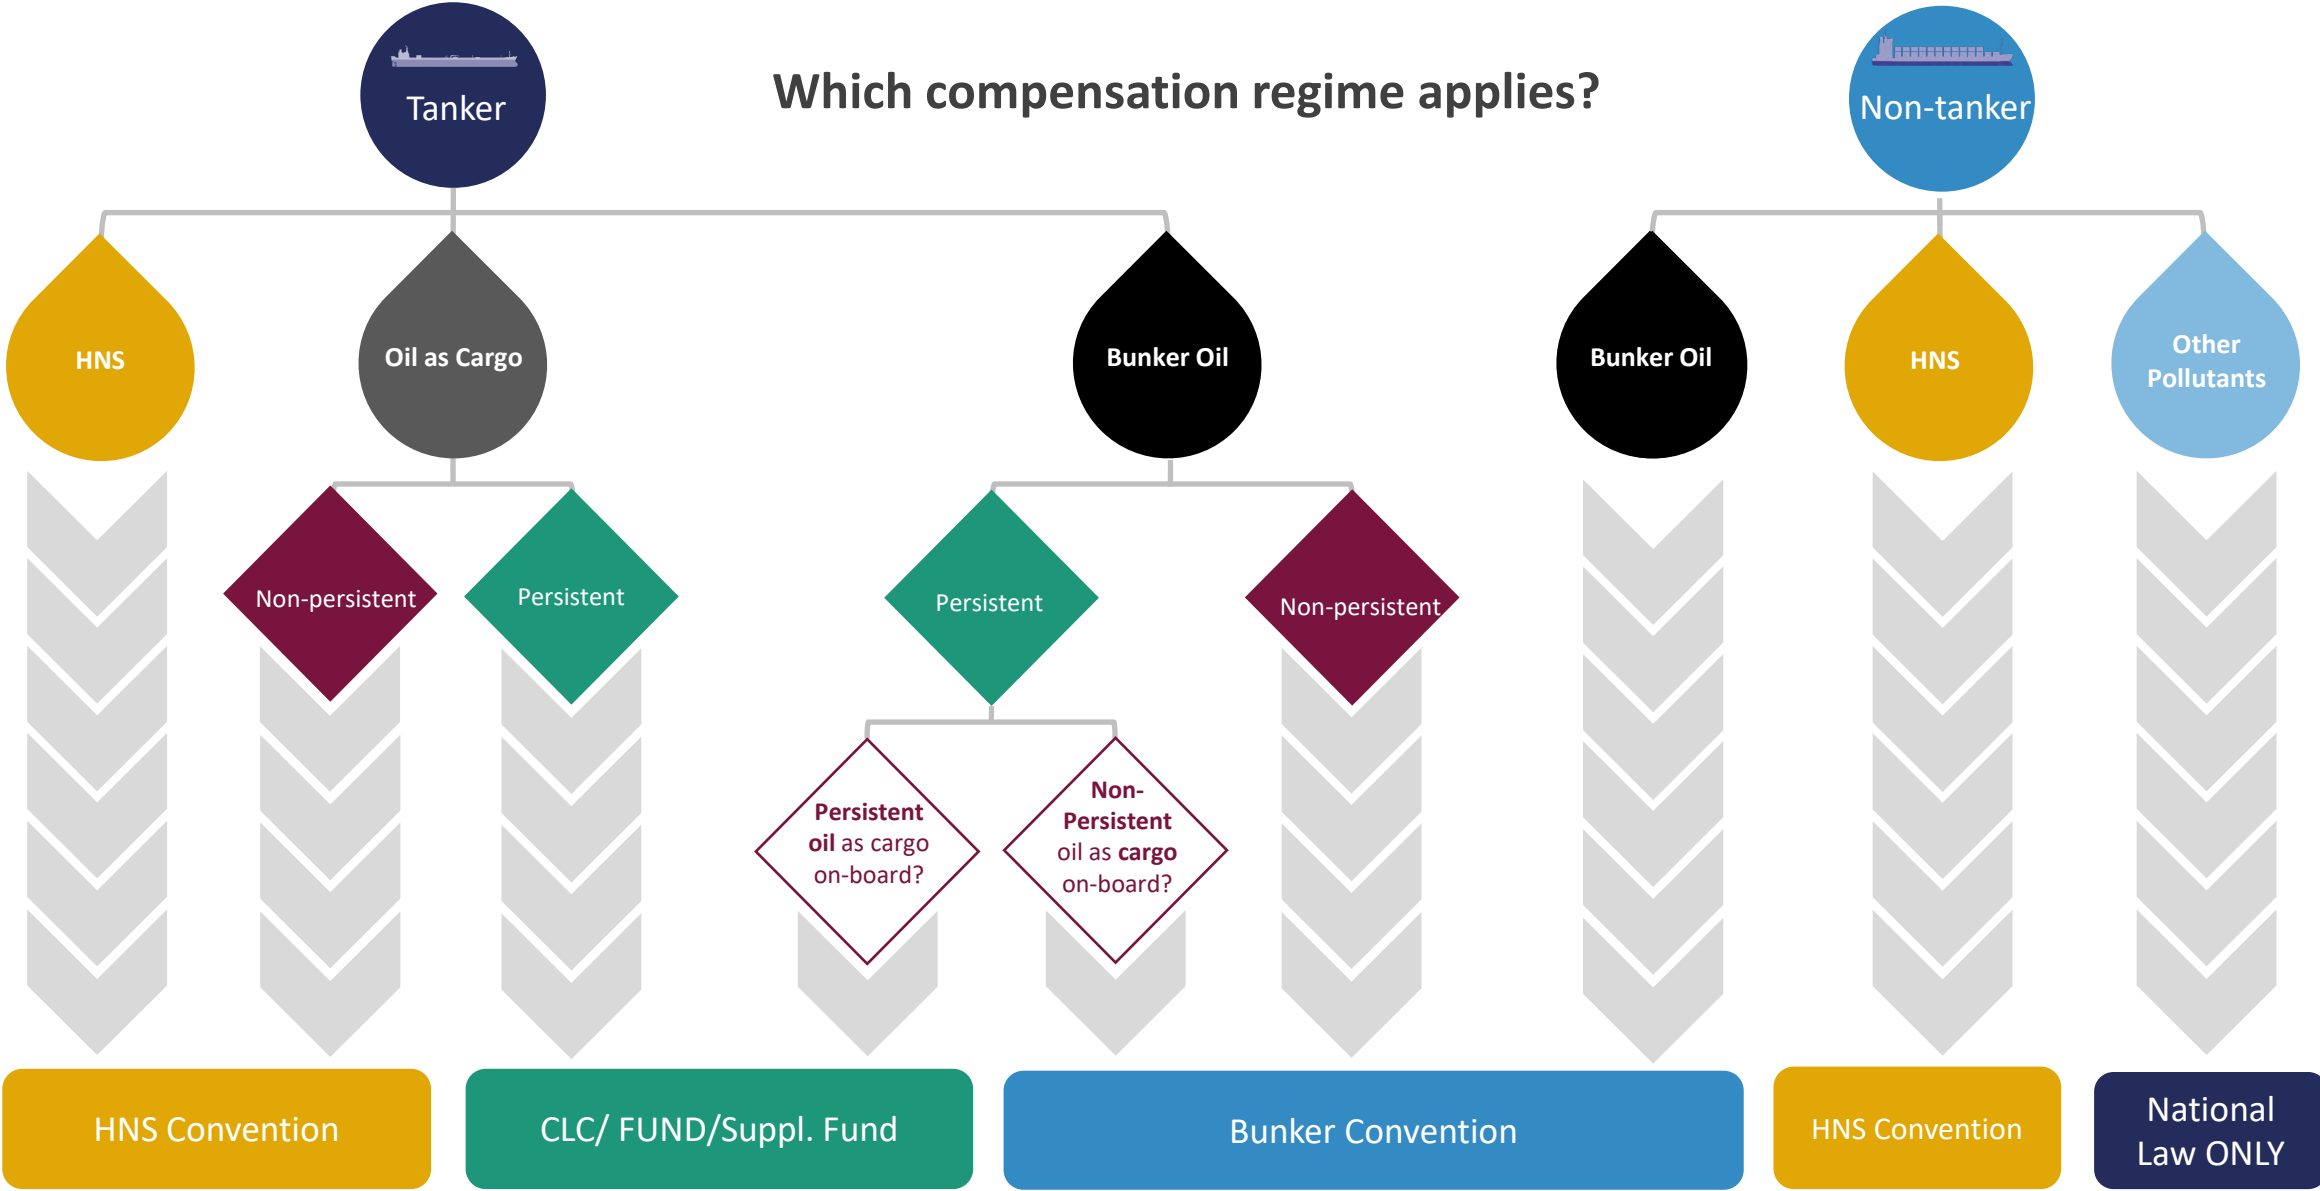 Which compensation regime applies?
Tanker
Non-tanker
HNS
Oil as Cargo
Bunker Oil
Bunker Oil
HNS
Other
Pollutants
Non-persistent
Persistent
Persistent
Non-persistent
Persistent
oil as cargo
on-board?
Non-
Persistent
oil as cargo
on-board?
HNS Convention
CLC/ FUND/Suppl. Fund
Bunker Convention
HNS Convention
National
Law ONLY